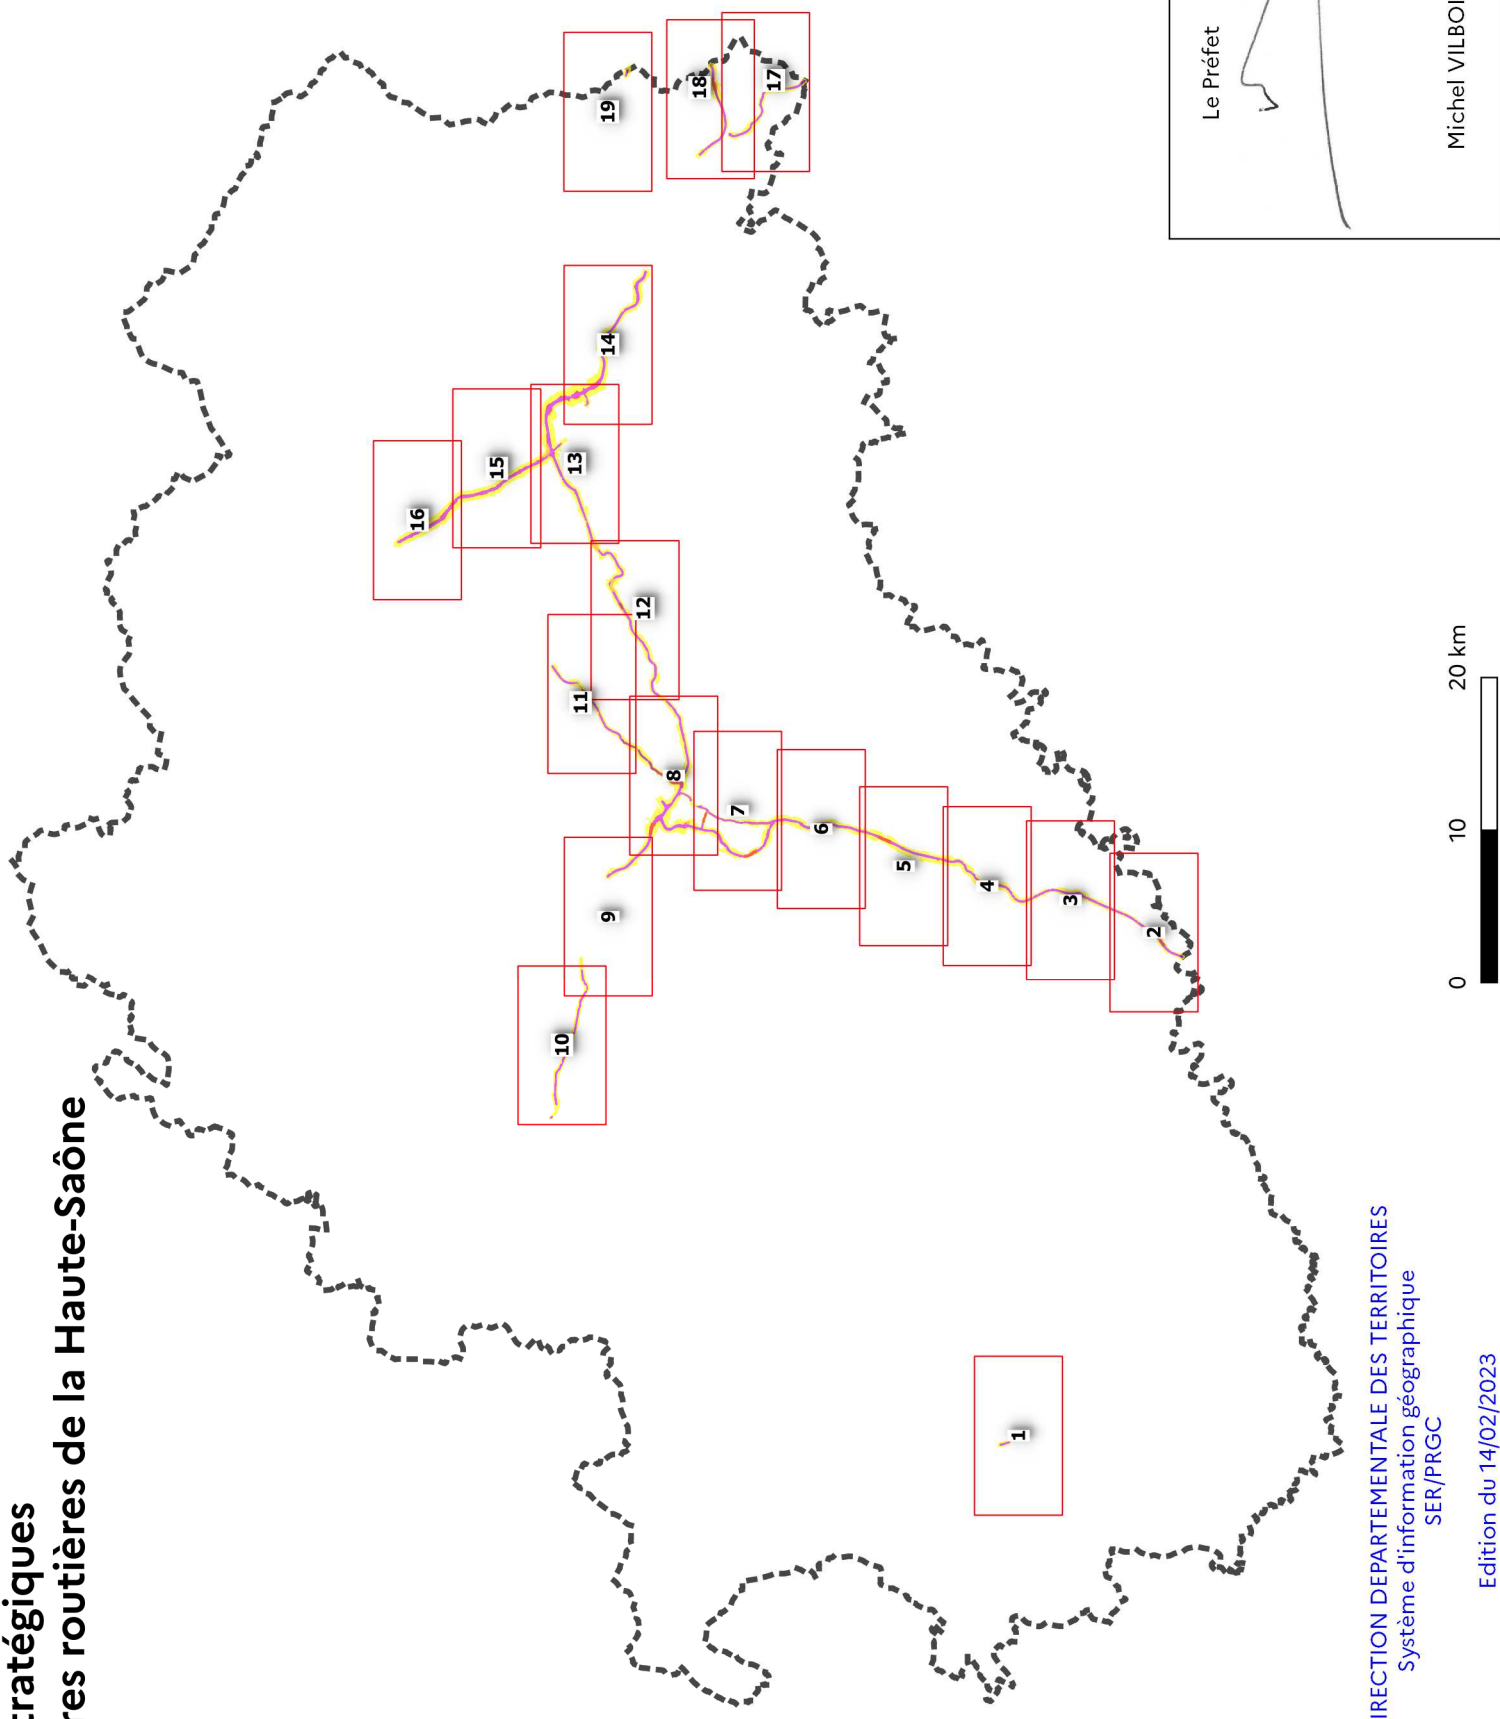 tratégiques
res routières de la Haute-Saône
16
15
19
18
17
14
13
12
11
8
7
9
10
6
5
4
3
2
1
0 10 20 km
Le Préfet
Michel VILBOI
IRECTION DEPARTEMENTALE DES TERRITOIRES
Système d'information géographique
SER/PRGC
Edition du 14/02/2023